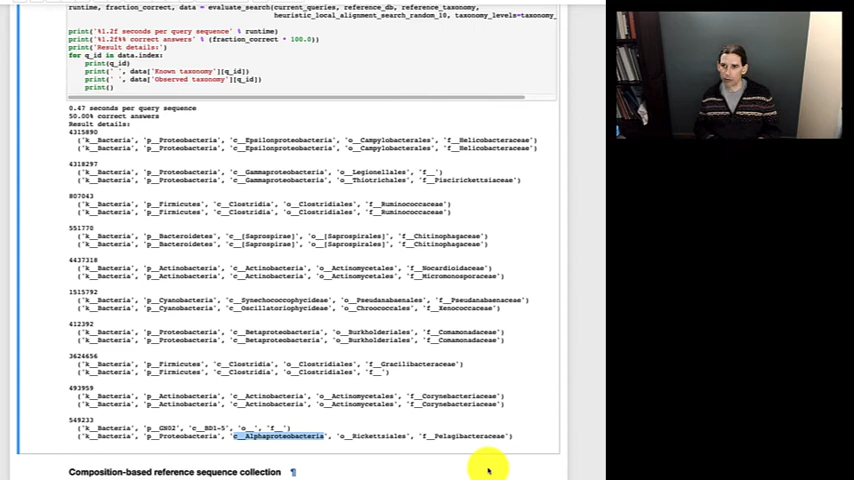 runtime, fraction_correct, data = evaluate_search(current_queries, reference_db, reference_taxonomy,
heuristic_local_alignment_search_random_10, taxonomy_levels=taxonomy_
print('%1.2f seconds per query sequence' % runtime)
print('%1.2f%% correct answers' % (fraction_correct * 100.0))
print('Result details:')
for q_id in data.index:
print(q_id)
print(' ', data['Known taxonomy'][q_id])
print(' ', data['Observed taxonomy'][q_id])
print()
0.47 seconds per query sequence
50.00% correct answers
Result details:
4315890
('k__Bacteria', 'p__Proteobacteria', 'c__Epsilonproteobacteria', 'o__Campylobacterales', 'f__Helicobacteraceae')
('k__Bacteria', 'p__Proteobacteria', 'c__Epsilonproteobacteria', 'o__Campylobacterales', 'f__Helicobacteraceae')
4318297
('k__Bacteria', 'p__Proteobacteria', 'c__Gammaproteobacteria', 'o__Legionellales', 'f__')
('k__Bacteria', 'p__Proteobacteria', 'c__Gammaproteobacteria', 'o__Thiotrichales', 'f__Piscirickettsiaceae')
807043
('k__Bacteria', 'p__Firmicutes', 'c__Clostridia', 'o__Clostridiales', 'f__Ruminococcaceae')
('k__Bacteria', 'p__Firmicutes', 'c__Clostridia', 'o__Clostridiales', 'f__Ruminococcaceae')
551770
('k__Bacteria', 'p__Bacteroidetes', 'c__[Saprospirae]', 'o__[Saprospirales]', 'f__Chitinophagaceae')
('k__Bacteria', 'p__Bacteroidetes', 'c__[Saprospirae]', 'o__[Saprospirales]', 'f__Chitinophagaceae')
4437318
('k__Bacteria', 'p__Actinobacteria', 'c__Actinobacteria', 'o__Actinomycetales', 'f__Nocardioidaceae')
('k__Bacteria', 'p__Actinobacteria', 'c__Actinobacteria', 'o__Actinomycetales', 'f__Micromonosporaceae')
1515792
('k__Bacteria', 'p__Cyanobacteria', 'c__Synechococcophycideae', 'o__Pseudanabaenales', 'f__Pseudanabaenaceae')
('k__Bacteria', 'p__Cyanobacteria', 'c__Oscillatoriophycideae', 'o__Chroococcales', 'f__Xenococcaceae')
412392
('k__Bacteria', 'p__Proteobacteria', 'c__Betaproteobacteria', 'o__Burkholderiales', 'f__Comamonadaceae')
('k__Bacteria', 'p__Proteobacteria', 'c__Betaproteobacteria', 'o__Burkholderiales', 'f__Comamonadaceae')
3624656
('k__Bacteria', 'p__Firmicutes', 'c__Clostridia', 'o__Clostridiales', 'f__Gracilibacteraceae')
('k__Bacteria', 'p__Firmicutes', 'c__Clostridia', 'o__Clostridiales', 'f__')
493959
('k__Bacteria', 'p__Actinobacteria', 'c__Actinobacteria', 'o__Actinomycetales', 'f__Corynebacteriaceae')
('k__Bacteria', 'p__Actinobacteria', 'c__Actinobacteria', 'o__Actinomycetales', 'f__Corynebacteriaceae')
549233
('k__Bacteria', 'p__GN02', 'c__BD1-5', 'o__', 'f__')
('k__Bacteria', 'p__Proteobacteria', 'c__Alphaproteobacteria', 'o__Rickettsiales', 'f__Pelagibacteraceae')
Composition-based reference sequence collection ¶